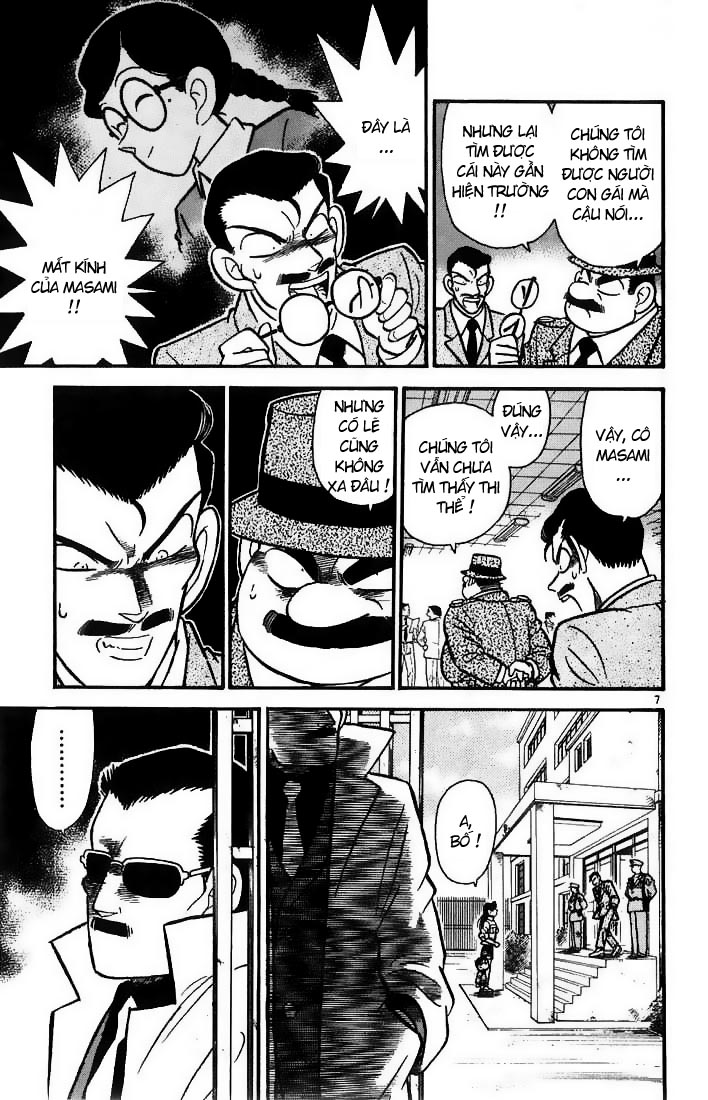 CHÚNG TÔI
KHÔNG TÌM
ĐƯỢC NGƯỜI
CON GÁI MÀ
CẬU NÓI...
NHƯNG LẠI
TÌM ĐƯỢC
CÁI NÀY GẦN
HIỆN TRƯỜNG
!!
ĐÂY LÀ
...
MẮT KÍNH
CỦA MASAMI
!!
VẬY, CÔ
MASAMI
...
ĐÚNG
VẬY...
CHÚNG TÔI
VẪN CHƯA
TÌM THẤY THI
THỂ !
NHƯNG
CÓ LẼ
CŨNG
KHÔNG
XA ĐÂU !
7
A,
BỐ !
.........